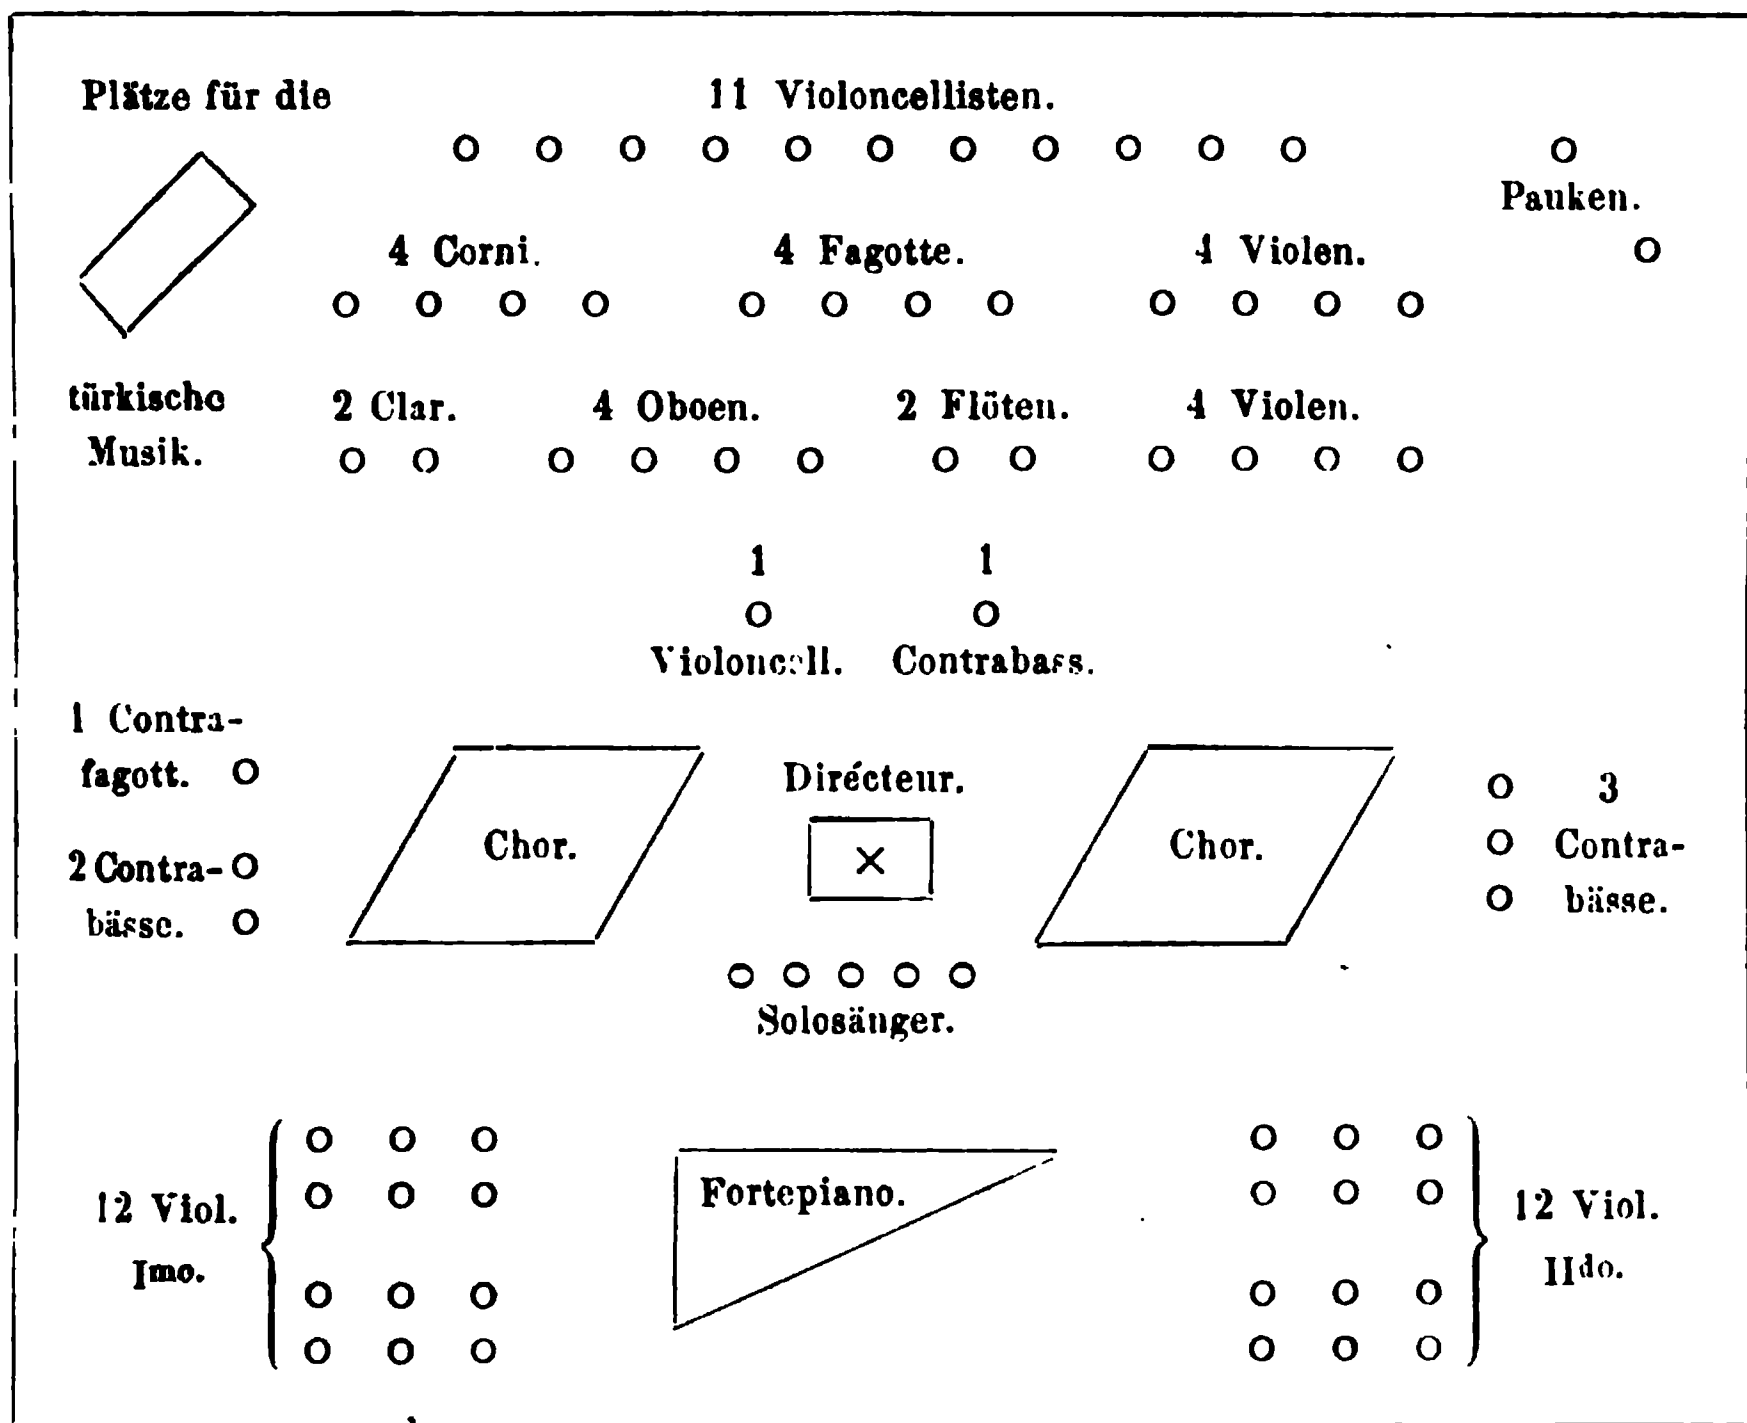 Plätze für die
11 Violoncellisten.
Pauken.
4 Corni.
4 Fagotte.
4 Violen.
türkische
Musik.
2 Clar.
4 Oboen.
2 Flöten.
4 Violen.
1
1
Violoncell.
Contrabass.
1 Contra-
fagott.
2 Contra-
bässe.
Chor.
Dirécteur.
Chor.
3
Contra-
bässe.
Solosänger.
12 Viol.
Imo.
Fortepiano.
12 Viol.
IIdo.